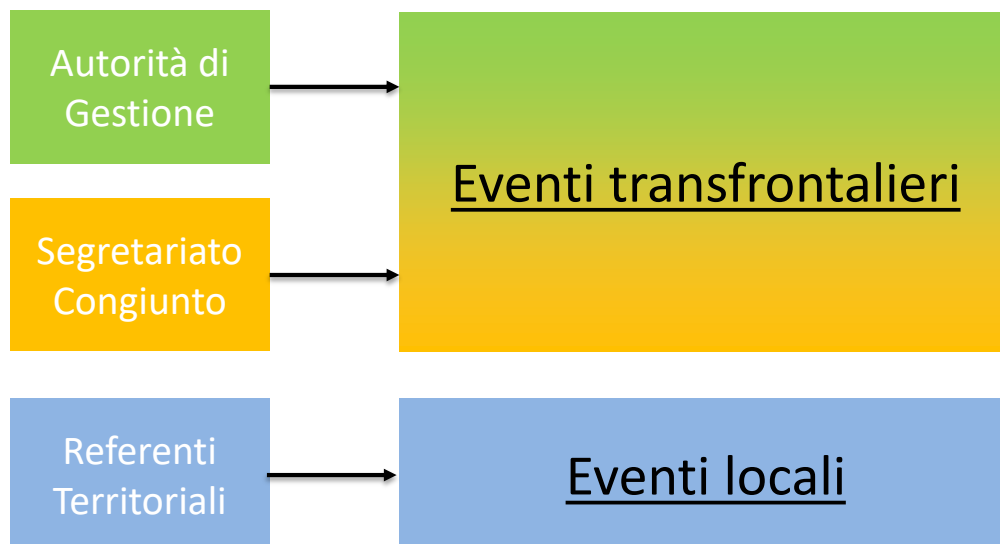 Autorità di
Gestione
Eventi transfrontalieri
Segretariato
Congiunto
Referenti
Territoriali
Eventi locali